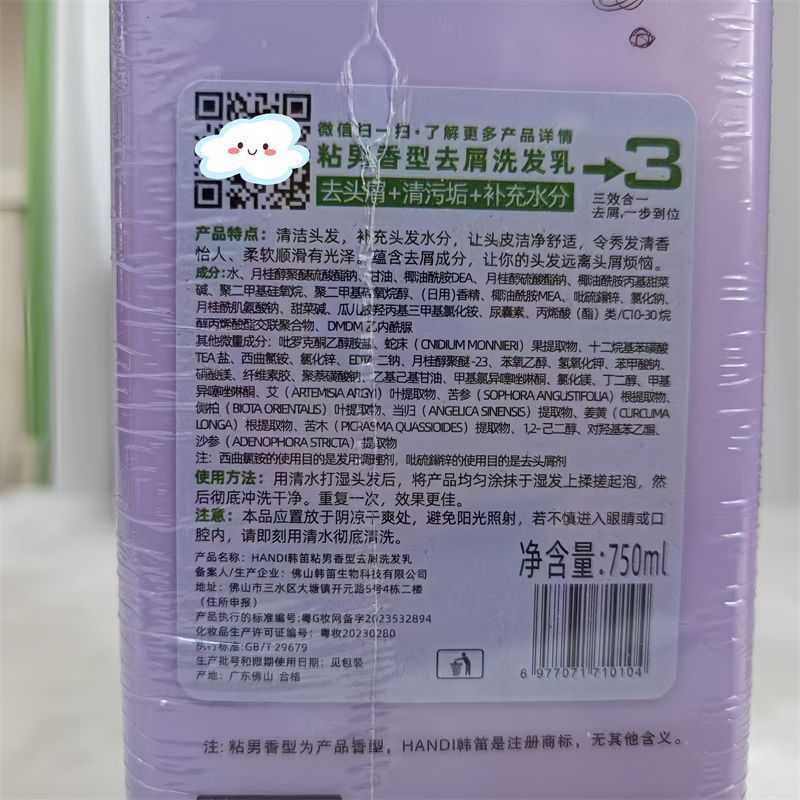 微信扫一扫·了解更多产品详情
粘男香型去屑洗发乳
去头屑+清污垢+补充水分
3
三效合一
去屑,一步到位
产品特点：清洁头发，补充头发水分，让头皮洁净舒适，令秀发清香
怡人、柔软顺滑有光泽。蕴含去屑成分，让你的头发远离头屑烦恼。
成分:水、月桂醇聚醚硫酸酯钠、甘油、椰油酰胺DEA、月桂醇硫酸酯钠、椰油酰胺丙基甜菜
碱、聚二甲基硅氧烷、聚二甲基硅氧烷醇、（日用）香精、椰油酰胺MEA、吡硫鎓锌、氯化钠、
月桂酰肌氨酸钠、甜菜碱、瓜儿胶羟丙基三甲基氯化铵、尿囊素、丙烯酸（酯）类/C10-30烷
醇丙烯酸酯交联聚合物、DMDM乙内酰脲
其他微量成分：吡罗克酮乙醇胺盐、蛇床（CNIDIUM MONNIERI）果提取物、十二烷基苯磺酸
TEA盐、西曲氯铵、氯化锌、EDTA二钠、月桂醇聚醚-23、苯氧乙醇、氢氧化钾、苯甲酸钠、
硝酸镁、纤维素胶、聚萘磺酸钠、乙基己基甘油、甲基氯异噻唑啉酮、氯化镁、丁二醇、甲基
异噻唑啉酮、艾（ARTEMISIA ARGYI）叶提取物、苦参（SOPHORA ANGUSTIFOLIA）根提取物、
侧柏（BIOTA ORIENTALIS）叶提取物、当归（ANGELICA SINENSIS）提取物、姜黄（CURCUMA
LONGA）根提取物、苦木（PICRASMA QUASSIOIDES）提取物、1,2-己二醇、对羟基苯乙酮、
沙参（ADENOPHORA STRICTA）提取物
注：西曲氯铵的使用目的是发用调理剂，吡硫鎓锌的使用目的是去头屑剂
使用方法：用清水打湿头发后，将产品均匀涂抹于湿发上揉搓起泡，然
后彻底冲洗干净。重复一次，效果更佳。
注意：本品应置放于阴凉干爽处，避免阳光照射，若不慎进入眼睛或口
腔内，请即刻用清水彻底清洗。
产品名称：HANDI韩笛粘男香型去屑洗发乳
备案人/生产企业：佛山韩笛生物科技有限公司
地址：佛山市三水区大塘镇开元路5号4栋二楼
（住所申报）
产品执行的标准编号:粤G妆网备字2023532894
化妆品生产许可证编号：粤妆20230280
执行标准:GB/T 29679
生产批号和限期使用日期：见包装
产地：广东佛山 合格
净含量:750ml
6 977071 710104
注: 粘男香型为产品香型，HANDI韩笛是注册商标，无其他含义。